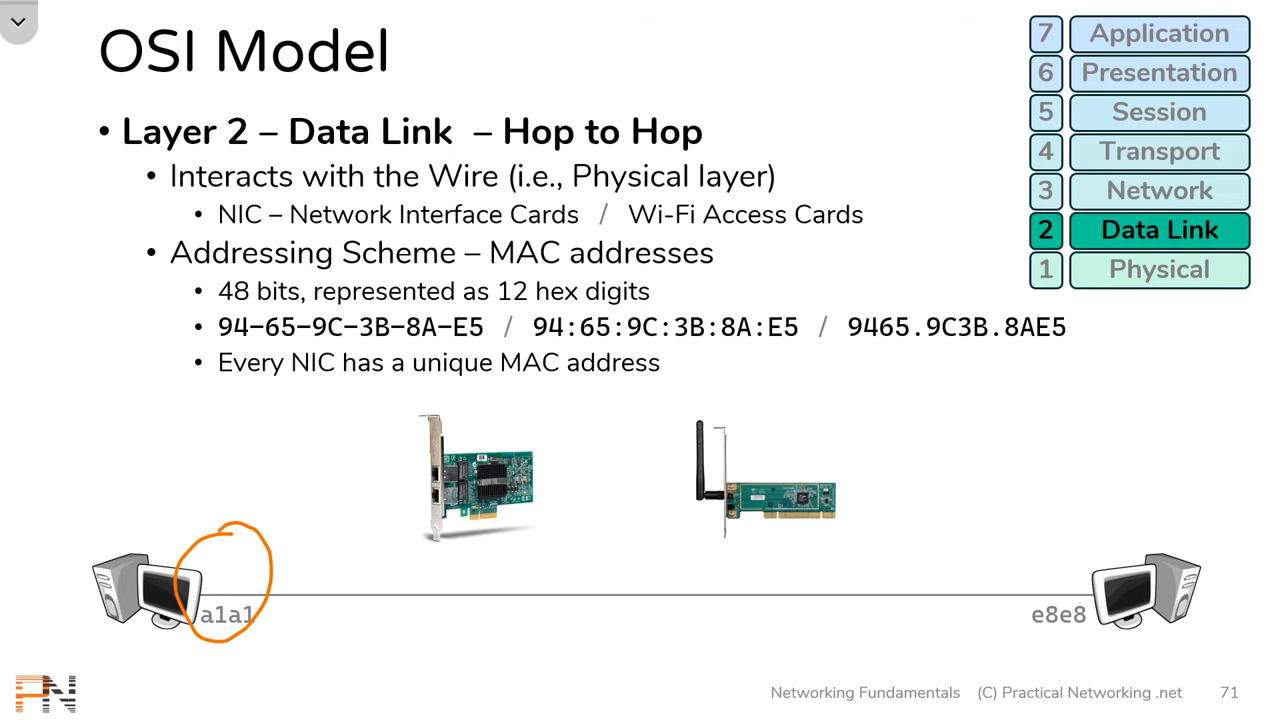 OSI Model
• Layer 2 – Data Link – Hop to Hop
• Interacts with the Wire (i.e., Physical layer)
• NIC – Network Interface Cards / Wi-Fi Access Cards
• Addressing Scheme – MAC addresses
• 48 bits, represented as 12 hex digits
• 94-65-9C-3B-8A-E5 / 94:65:9C:3B:8A:E5 / 9465.9C3B.8AE5
• Every NIC has a unique MAC address
7 Application
6 Presentation
5 Session
4 Transport
3 Network
2 Data Link
1 Physical
a1a1
e8e8
PN
Networking Fundamentals (C) Practical Networking .net 71